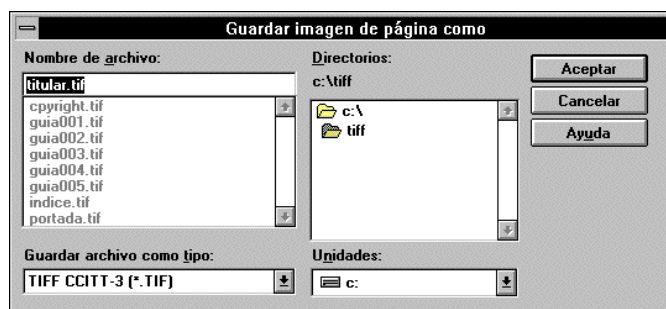 Guardar imagen de página como
Nombre de archivo:
titular.tif
cpyright.tif
guia001.tif
guia002.tif
guia003.tif
guia004.tif
guia005.tif
indice.tif
portada.tif
Guardar archivo como tipo:
TIFF CCITT-3 (*.TIF)
Directorios:
c:\tiff
c:\
tiff
Unidades:
c:
Aceptar
Cancelar
Ayuda